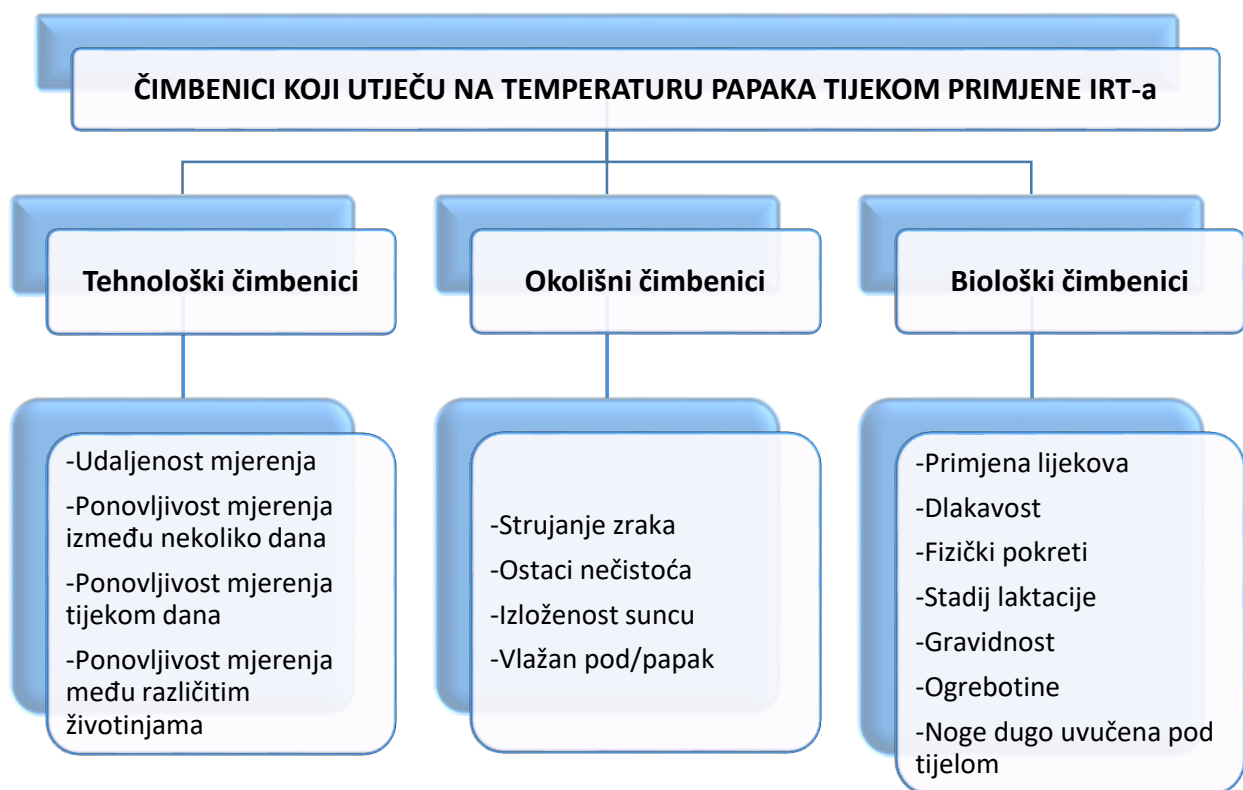 ČIMBENICI KOJI UTJEČU NA TEMPERATURU PAPAKA TIJEKOM PRIMJENE IRT-a
Tehnološki čimbenici
-Udaljenost mjerenja
-Ponovljivost mjerenja
između nekoliko dana
-Ponovljivost mjerenja
tijekom dana
-Ponovljivost mjerenja
među različitim
životinjama
Okolišni čimbenici
-Strujanje zraka
-Ostaci nečistoća
-Izloženost suncu
-Vlažan pod/papak
Biološki čimbenici
-Primjena lijekova
-Dlakavost
-Fizički pokreti
-Stadij laktacije
-Gravidnost
-Ogrebotine
-Noge dugo uvučena pod
tijelom